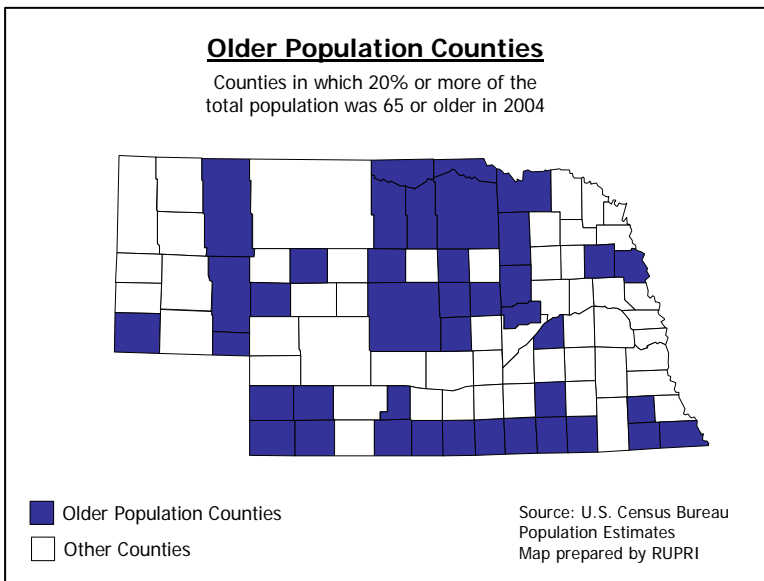 Older Population Counties
Counties in which 20% or more of the
total population was 65 or older in 2004
Older Population Counties
Other Counties
Source: U.S. Census Bureau
Population Estimates
Map prepared by RUPRI